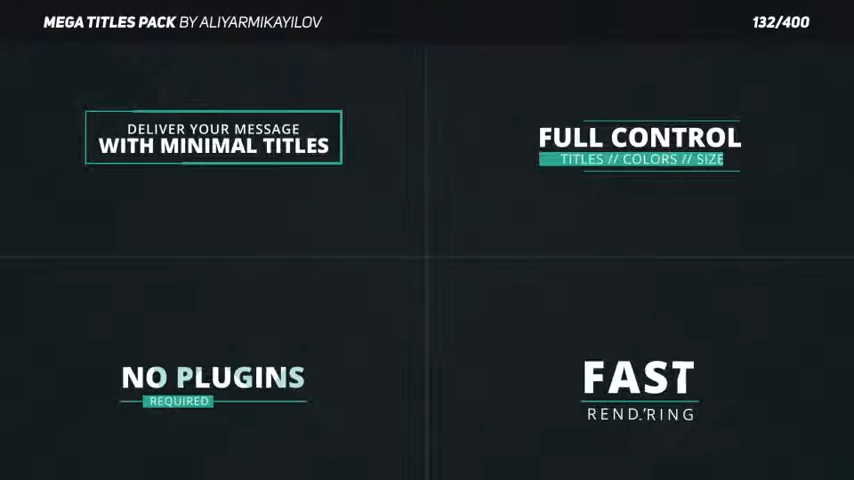 MEGA TITLES PACK BY ALIYARMIKAYILOV
132/400
DELIVER YOUR MESSAGE
WITH MINIMAL TITLES
FULL CONTROL
TITLES // COLORS // SIZE
NO PLUGINS
REQUIRED
FAST